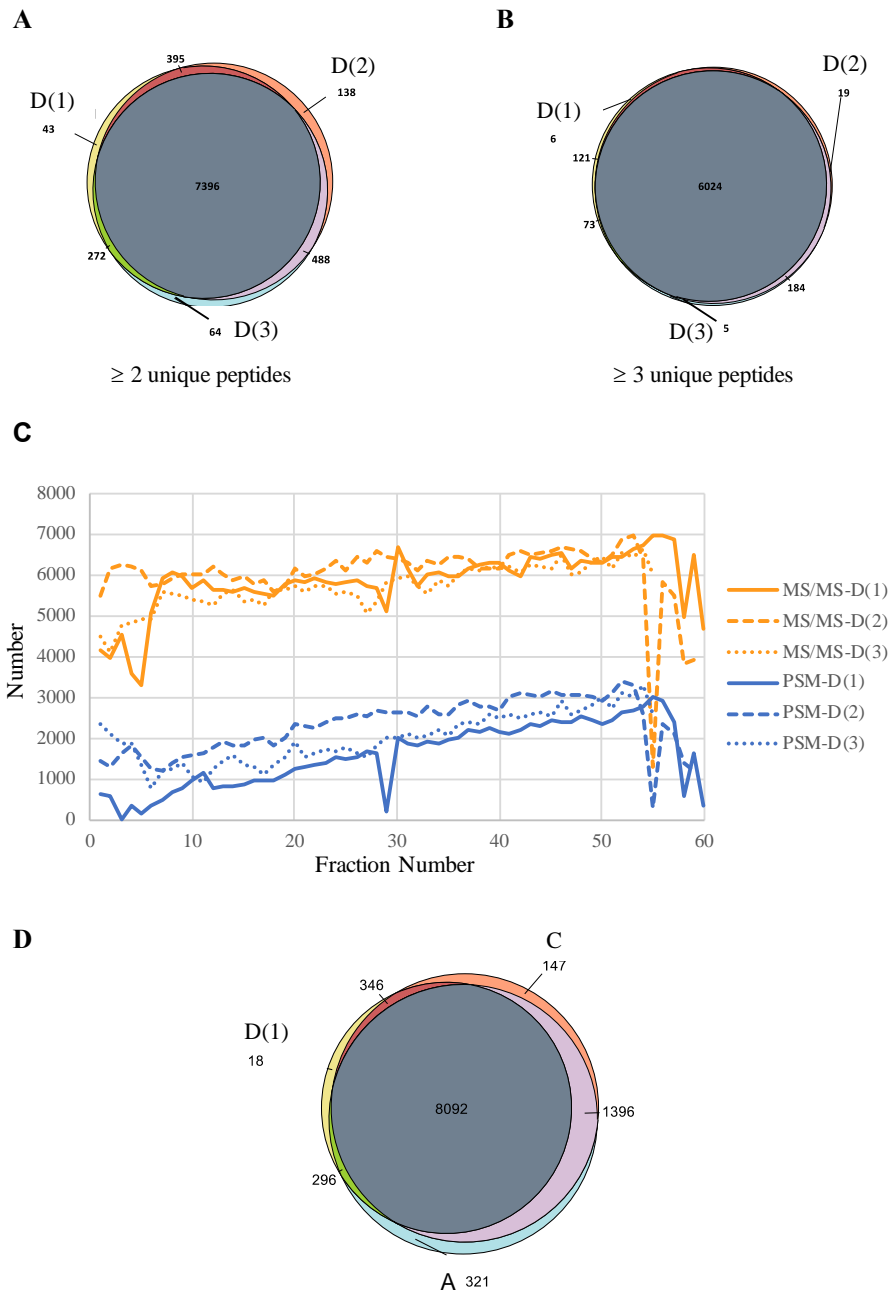 A
B
395
D(2)
138
D(1)
43
7396
272
488
64
D(3)
≥ 2 unique peptides
D(2)
19
D(1)
6
121
6024
73
184
D(3)
5
≥ 3 unique peptides
C
8000
7000
6000
5000
4000
3000
2000
1000
0
Number
0
10
20
30
40
50
60
Fraction Number
MS/MS-D(1)
MS/MS-D(2)
MS/MS-D(3)
PSM-D(1)
PSM-D(2)
PSM-D(3)
D
C
147
346
D(1)
18
8092
1396
296
A 321